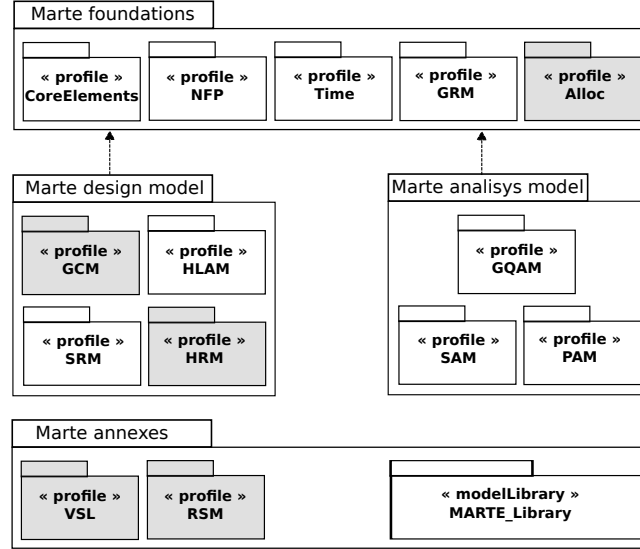 Marte foundations
« profile » « profile » « profile » « profile » « profile »
CoreElements NFP Time GRM Alloc
Marte design model
« profile » « profile »
GCM HLAM
« profile » « profile »
SRM HRM
Marte analisys model
« profile »
GQAM
« profile » « profile »
SAM PAM
Marte annexes
« profile » « profile » « modelLibrary »
VSL RSM MARTE_Library